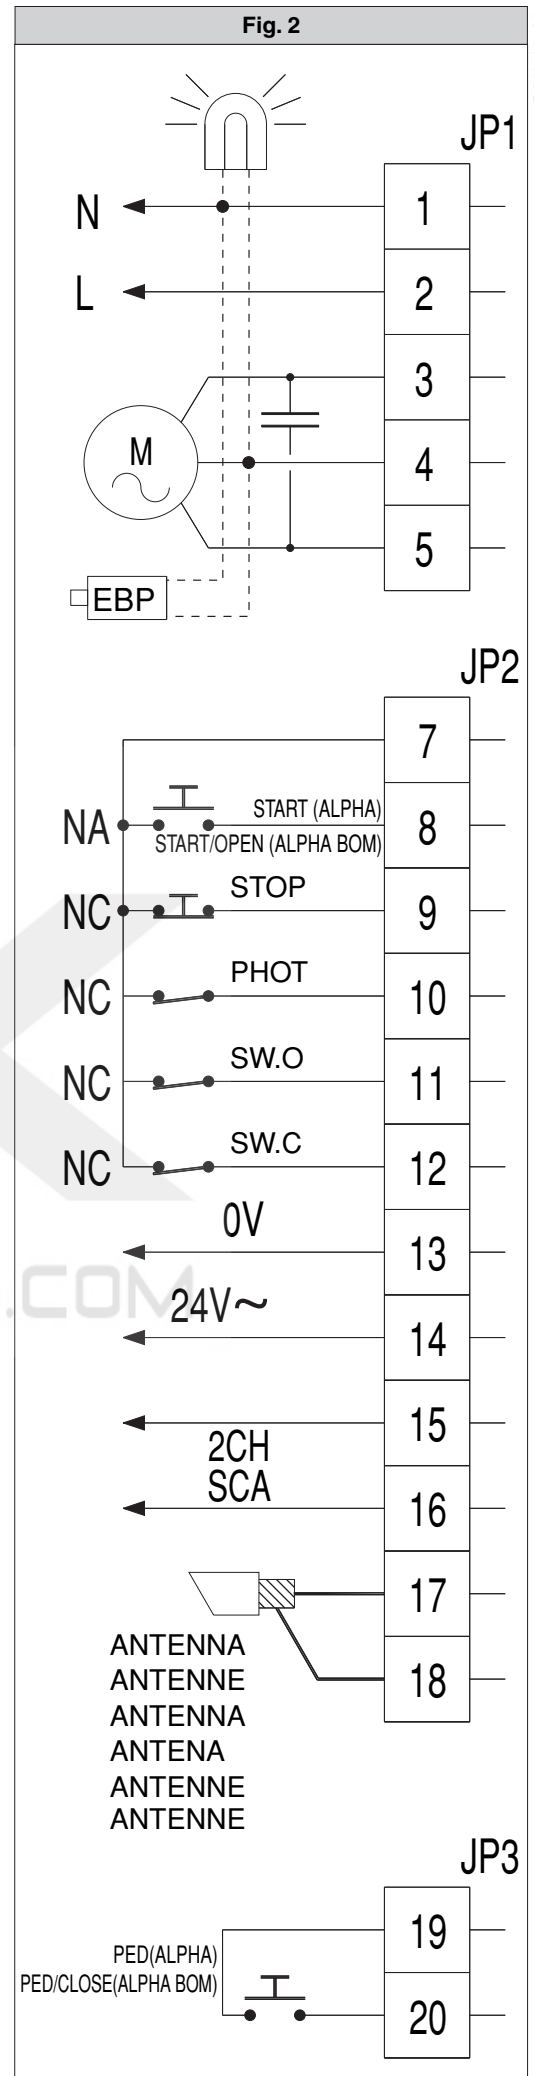 Fig. 2
JP1
N
1
L
2
3
M
4
5
EBP
JP2
7
NA
START (ALPHA)
START/OPEN (ALPHA BOM)
8
NC
STOP
9
NC
PHOT
10
NC
SW.O
11
NC
SW.C
12
0V
13
24V~
14
15
2CH
SCA
16
17
18
ANTENNA
ANTENNE
ANTENNA
ANTENA
ANTENNE
ANTENNE
.COM
JP3
19
PED(ALPHA)
PED/CLOSE(ALPHA BOM)
20